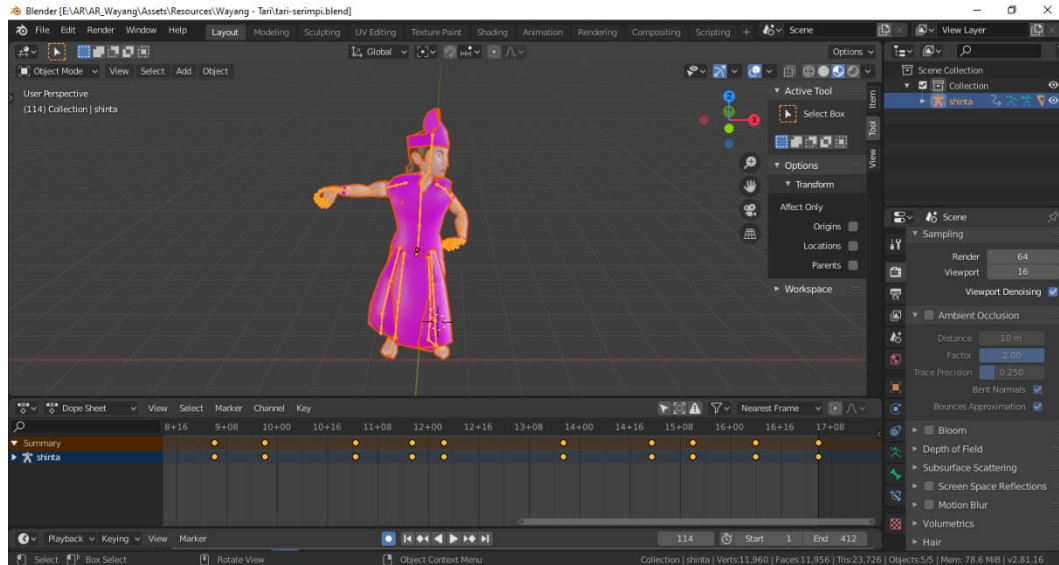 Blender [E:\AR\AR_Wayang\Assets\Resources\Wayang - Tari\tari-serimpi.blend]
File Edit Render Window Help Layout Modeling Sculpting UV Editing Texture Paint Shading Animation Rendering Compositing Scripting + Scene View Layer
Global Options
Object Mode View Select Add Object
User Perspective
(114) Collection | shinta
Z
X
Active Tool
Select Box
Options
Transform
Affect Only
Origins
Locations
Parents
Workspace
Item
Tool
View
Scene Collection
Collection
shinta
Scene
Sampling
Render 64
Viewport 16
Viewport Denoising
Ambient Occlusion
Distance 10 m
Factor 2.00
Trace Precision 0.250
Bent Normals
Bounces Approximation
Bloom
Depth of Field
Subsurface Scattering
Screen Space Reflections
Motion Blur
Volumetrics
Hair
Dope Sheet View Select Marker Channel Key Nearest Frame
8+16 9+08 10+00 10+16 11+08 12+00 12+16 13+08 14+00 14+16 15+08 16+00 16+16 17+08
Summary
shinta
Playback Keying View Marker 114 Start 1 End 412
Select Box Select Rotate View Object Context Menu Collection | shinta | Verts:11,960 | Faces:11,956 | Tris:23,726 | Objects:5/5 | Mem: 78.6 MiB | v2.81.16